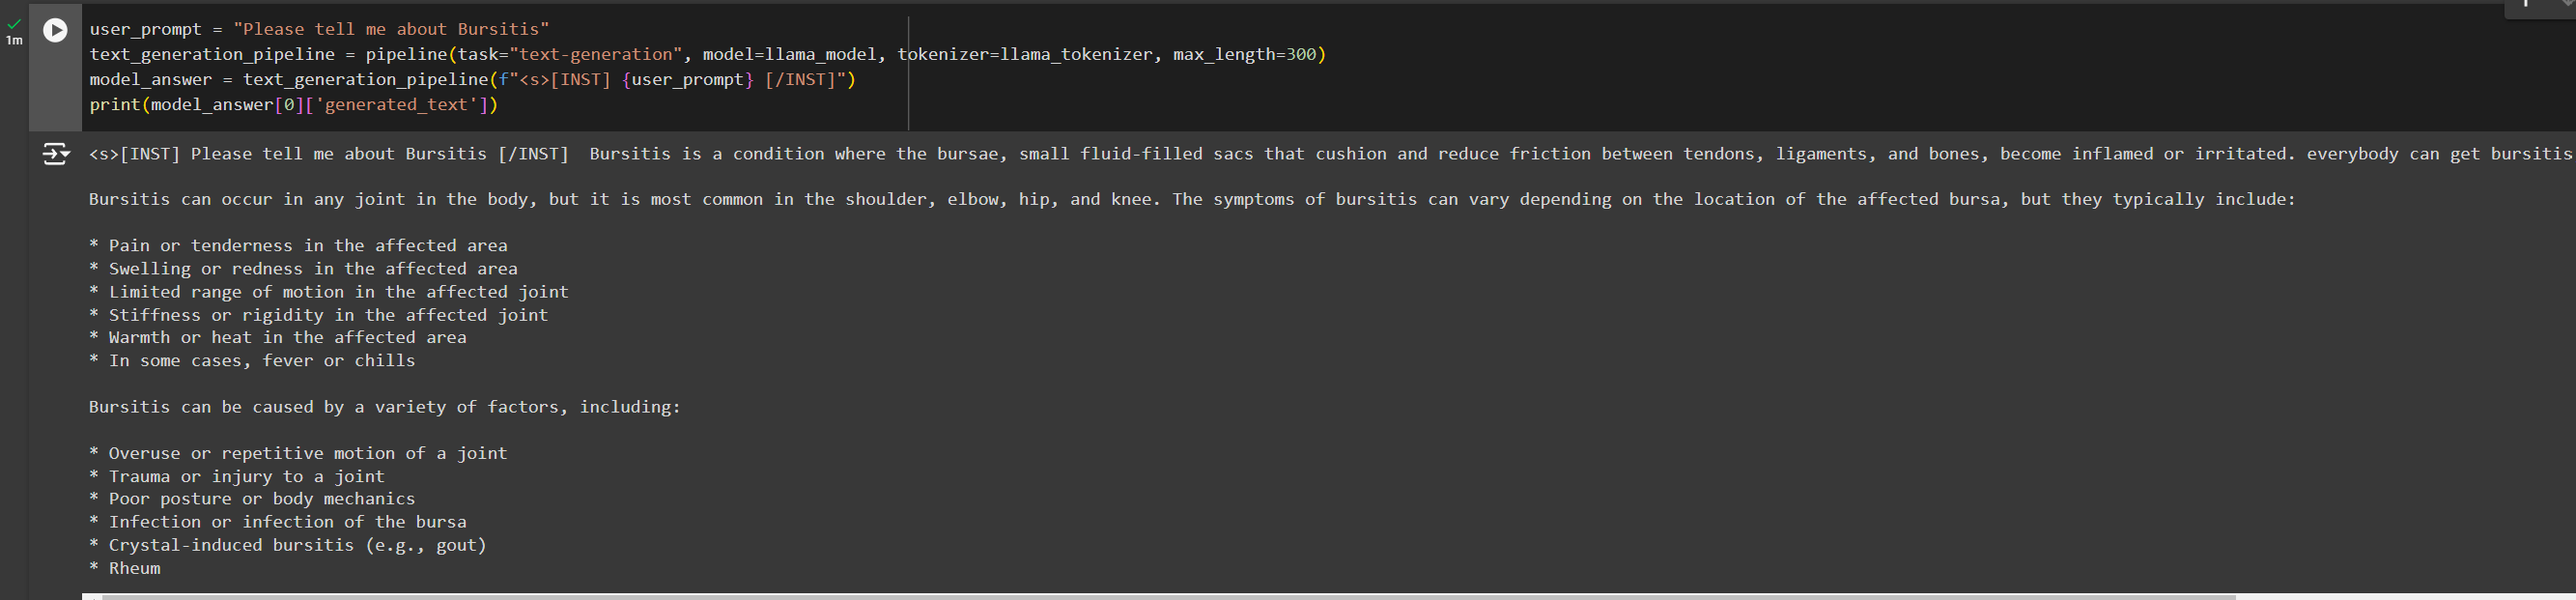 user_prompt = "Please tell me about Bursitis"
1m
text_generation_pipeline = pipeline(task="text-generation", model=llama_model, tokenizer=llama_tokenizer, max_length=300)
model_answer = text_generation_pipeline(f"<s>[INST] {user_prompt} [/INST]")
print(model_answer[0]['generated_text'])
<s>[INST] Please tell me about Bursitis [/INST]  Bursitis is a condition where the bursae, small fluid-filled sacs that cushion and reduce friction between tendons, ligaments, and bones, become inflamed or irritated. everybody can get bursitis
Bursitis can occur in any joint in the body, but it is most common in the shoulder, elbow, hip, and knee. The symptoms of bursitis can vary depending on the location of the affected bursa, but they typically include:
* Pain or tenderness in the affected area
* Swelling or redness in the affected area
* Limited range of motion in the affected joint
* Stiffness or rigidity in the affected joint
* Warmth or heat in the affected area
* In some cases, fever or chills
Bursitis can be caused by a variety of factors, including:
* Overuse or repetitive motion of a joint
* Trauma or injury to a joint
* Poor posture or body mechanics
* Infection or infection of the bursa
* Crystal-induced bursitis (e.g., gout)
* Rheum